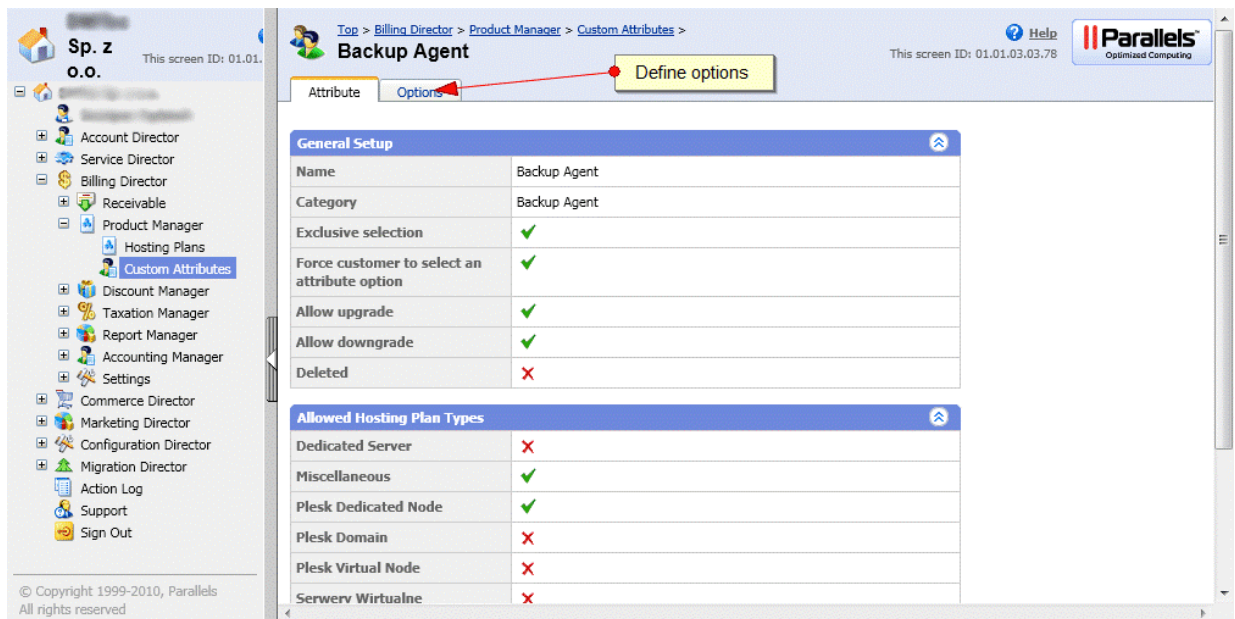 Sp. z
o.o.
This screen ID: 01.01.
Account Director
Service Director
Billing Director
Receivable
Product Manager
Hosting Plans
Custom Attributes
Discount Manager
Taxation Manager
Report Manager
Accounting Manager
Settings
Commerce Director
Marketing Director
Configuration Director
Migration Director
Action Log
Support
Sign Out
© Copyright 1999-2010, Parallels
All rights reserved
Top > Billing Director > Product Manager > Custom Attributes >
Backup Agent
Help
This screen ID: 01.01.03.03.78
Parallels™
Optimized Computing
Define options
Attribute Options
General Setup
Name Backup Agent
Category Backup Agent
Exclusive selection
Force customer to select an
attribute option
Allow upgrade
Allow downgrade
Deleted
Allowed Hosting Plan Types
Dedicated Server
Miscellaneous
Plesk Dedicated Node
Plesk Domain
Plesk Virtual Node
Serwery Wirtualne